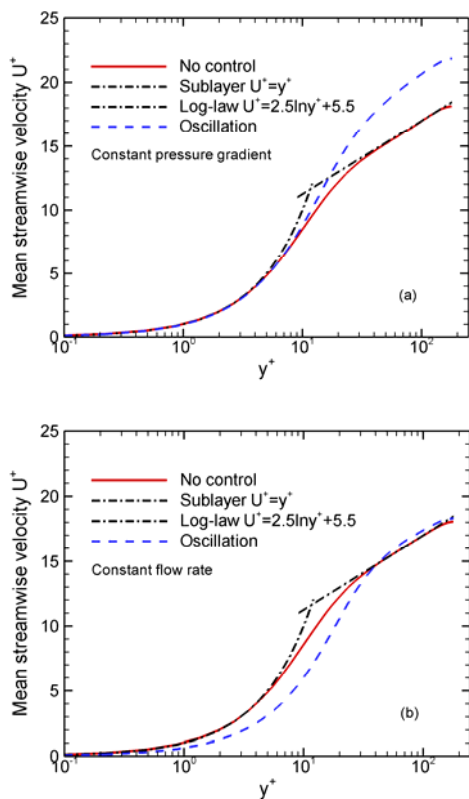 25
20
15
10
5
0
Mean streamwise velocity U⁺
No control
Sublayer U⁺=y⁺
Log-law U⁺=2.5lny⁺+5.5
Oscillation
Constant pressure gradient
(a)
10⁻¹ 10⁰ 10¹ 10²
y⁺
25
20
15
10
5
0
Mean streamwise velocity U⁺
No control
Sublayer U⁺=y⁺
Log-law U⁺=2.5lny⁺+5.5
Oscillation
Constant flow rate
(b)
10⁻¹ 10⁰ 10¹ 10²
y⁺